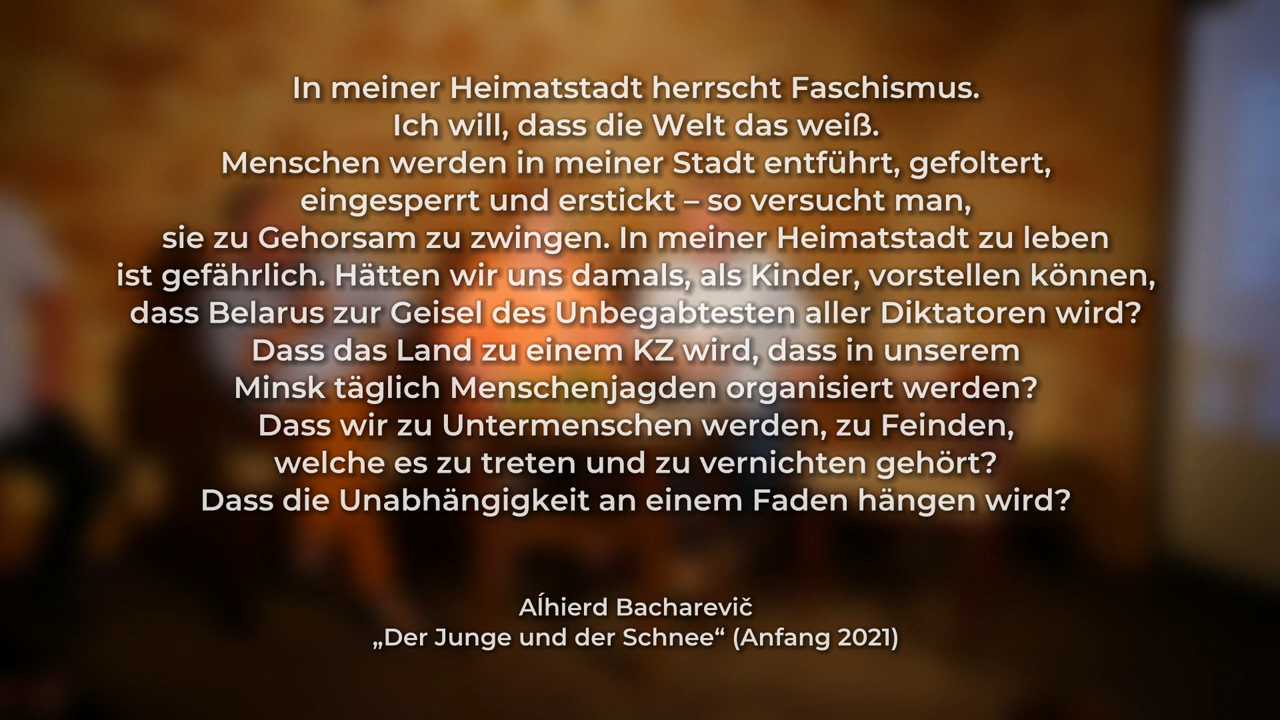 In meiner Heimatstadt herrscht Faschismus.
Ich will, dass die Welt das weiß.
Menschen werden in meiner Stadt entführt, gefoltert,
eingesperrt und erstickt – so versucht man,
sie zu Gehorsam zu zwingen. In meiner Heimatstadt zu leben
ist gefährlich. Hätten wir uns damals, als Kinder, vorstellen können,
dass Belarus zur Geisel des Unbegabtesten aller Diktatoren wird?
Dass das Land zu einem KZ wird, dass in unserem
Minsk täglich Menschenjagden organisiert werden?
Dass wir zu Untermenschen werden, zu Feinden,
welche es zu treten und zu vernichten gehört?
Dass die Unabhängigkeit an einem Faden hängen wird?
Aĺhierd Bacharevič
„Der Junge und der Schnee“ (Anfang 2021)